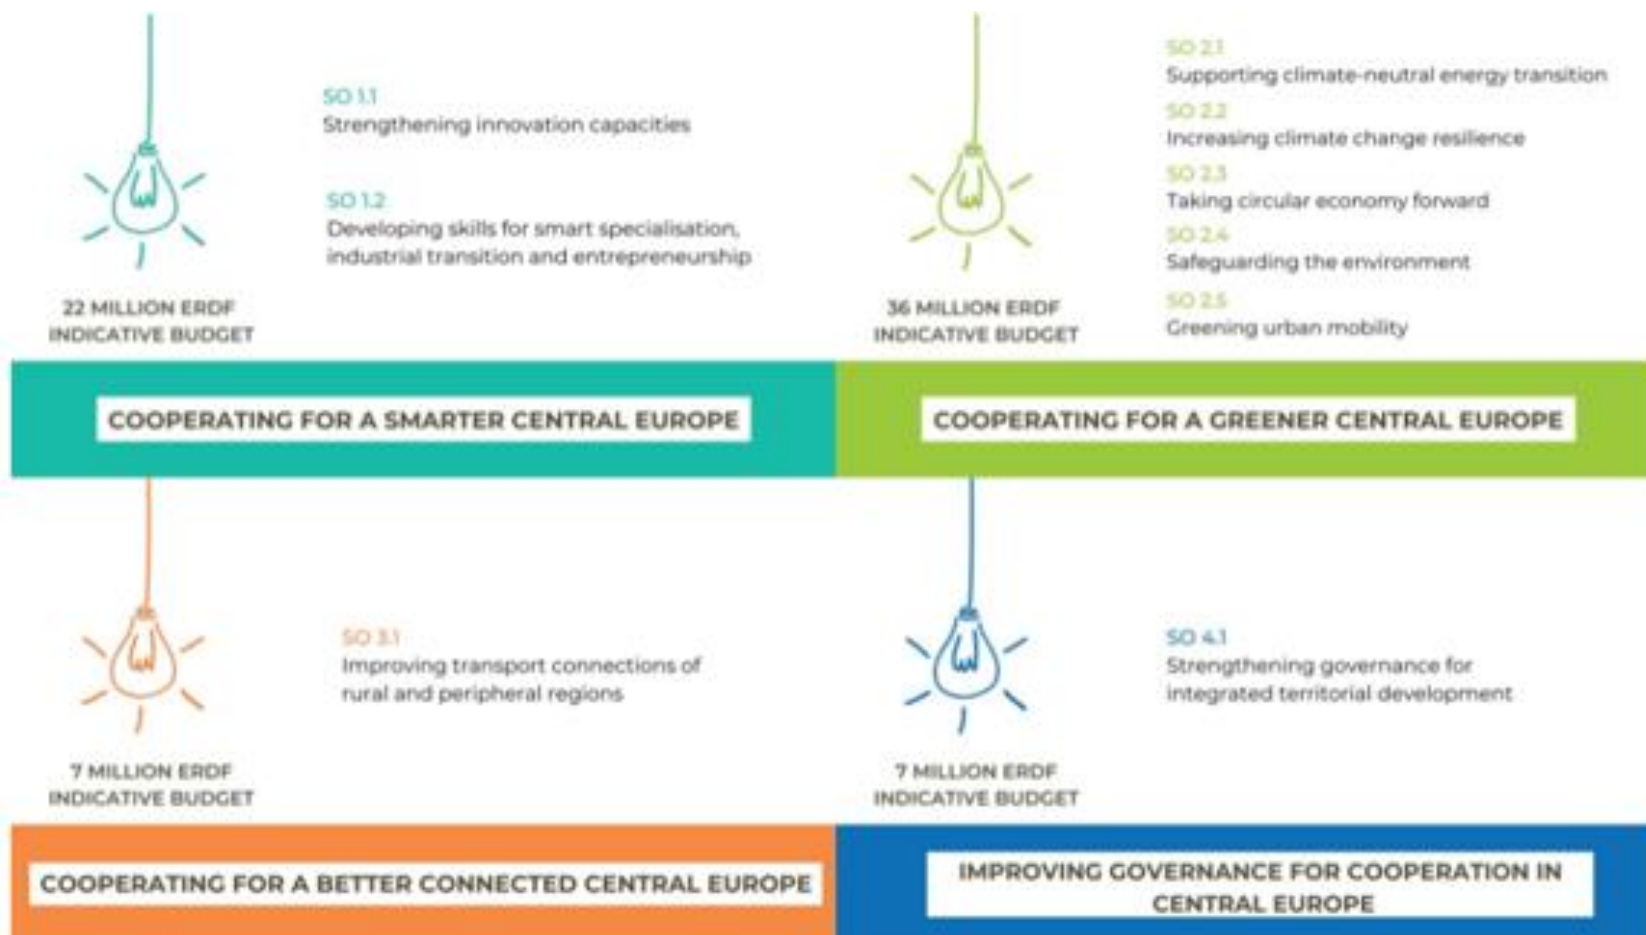 SO 1.1
Strengthening innovation capacities
SO 1.2
Developing skills for smart specialisation,
industrial transition and entrepreneurship
22 MILLION ERDF
INDICATIVE BUDGET
COOPERATING FOR A SMARTER CENTRAL EUROPE
SO 2.1
Supporting climate-neutral energy transition
SO 2.2
Increasing climate change resilience
SO 2.3
Taking circular economy forward
SO 2.4
Safeguarding the environment
SO 2.5
Greening urban mobility
36 MILLION ERDF
INDICATIVE BUDGET
COOPERATING FOR A GREENER CENTRAL EUROPE
SO 3.1
Improving transport connections of
rural and peripheral regions
7 MILLION ERDF
INDICATIVE BUDGET
COOPERATING FOR A BETTER CONNECTED CENTRAL EUROPE
SO 4.1
Strengthening governance for
integrated territorial development
7 MILLION ERDF
INDICATIVE BUDGET
IMPROVING GOVERNANCE FOR COOPERATION IN
CENTRAL EUROPE